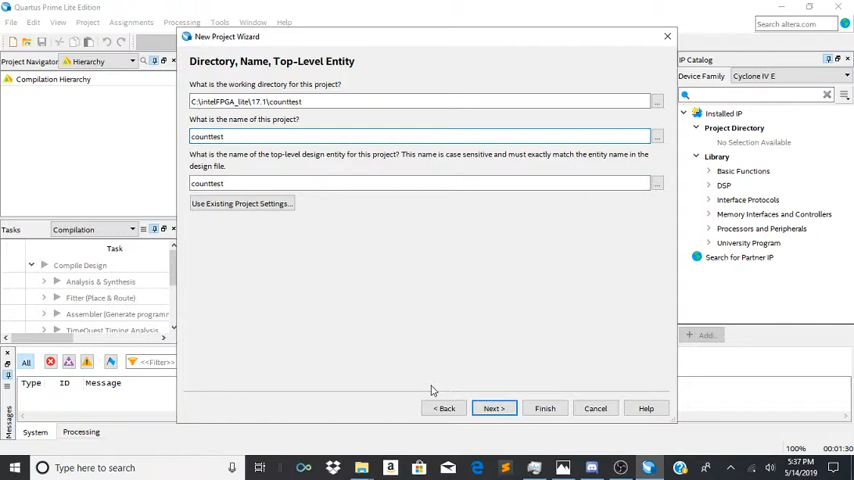 Quartus Prime Lite Edition
File Edit View Project Assignments Processing Tools Window Help
Search altera.com
Project Navigator Hierarchy
Compilation Hierarchy
New Project Wizard
Directory, Name, Top-Level Entity
What is the working directory for this project?
C:\intelFPGA_lite\17.1\counttest
...
What is the name of this project?
counttest
...
What is the name of the top-level design entity for this project? This name is case sensitive and must exactly match the entity name in the
design file.
counttest
...
Use Existing Project Settings...
< Back Next > Finish Cancel Help
IP Catalog
Device Family Cyclone IV E
Installed IP
Project Directory
No Selection Available
Library
Basic Functions
DSP
Interface Protocols
Memory Interfaces and Controllers
Processors and Peripherals
University Program
Search for Partner IP
+ Add...
Tasks Compilation
Task
Compile Design
Analysis & Synthesis
Fitter (Place & Route)
Assembler (Generate program
TimeQuest Timing Analysis
All <<Filter>>
Type ID Message
Messages
System Processing
100% 00:01:30
Type here to search
5:37 PM
5/14/2019